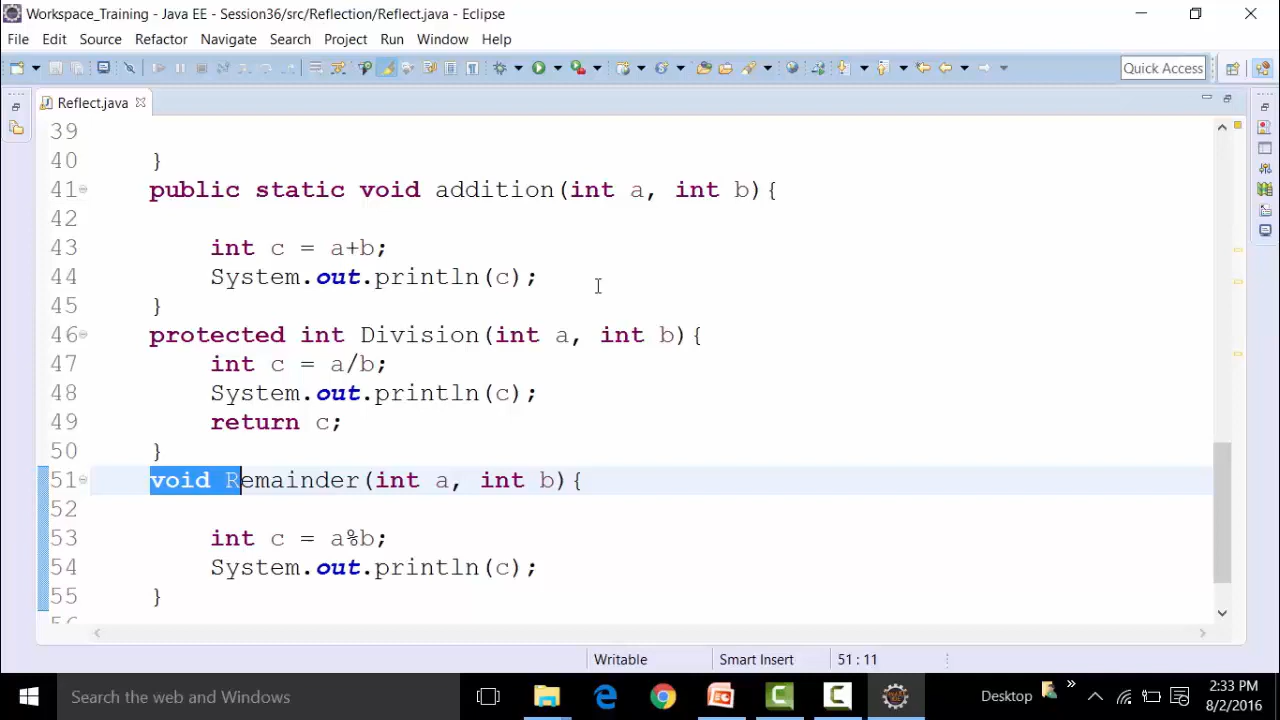 Workspace_Training - Java EE - Session36/src/Reflection/Reflect.java - Eclipse
File Edit Source Refactor Navigate Search Project Run Window Help
Quick Access
Reflect.java
39
40 }
41 public static void addition(int a, int b){
42
43 int c = a+b;
44 System.out.println(c);
45 }
46 protected int Division(int a, int b){
47 int c = a/b;
48 System.out.println(c);
49 return c;
50 }
51 void Remainder(int a, int b){
52
53 int c = a%b;
54 System.out.println(c);
55 }
56
Writable Smart Insert 51 : 11
Search the web and Windows
Desktop
2:33 PM
8/2/2016